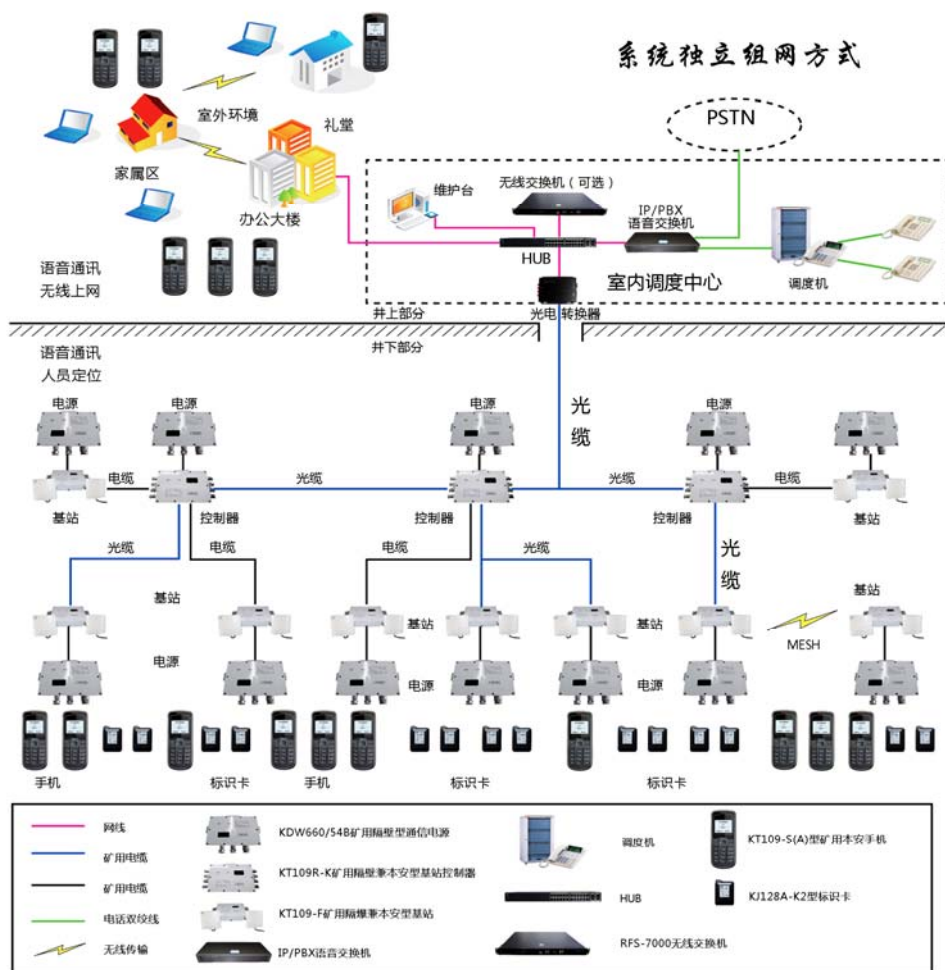 系统独立组网方式
PSTN
室外环境
礼堂
家属区
办公大楼
维护台
无线交换机（可选）
IP/PBX
语音交换机
HUB
调度机
室内调度中心
语音通讯
无线上网
井上部分
光电 转换器
井下部分
语音通讯
人员定位
电源
电源
电源
光缆
电源
电缆
光缆
光缆
电缆
基站
控制器
控制器
控制器
基站
光缆
电缆
电缆
光缆
光缆
基站
基站
基站
基站
MESH
电源
电源
电源
手机
标识卡
手机
标识卡
标识卡
网线
矿用电缆
矿用电缆
电话双绞线
无线传输
KDW660/54B矿用隔壁型通信电源
KT109R-K矿用隔壁兼本安型基站控制器
KT109-F矿用隔爆兼本安型基站
IP/PBX语音交换机
调度机
HUB
RFS-7000无线交换机
KT109-S(A)型矿用本安手机
KJ128A-K2型标识卡